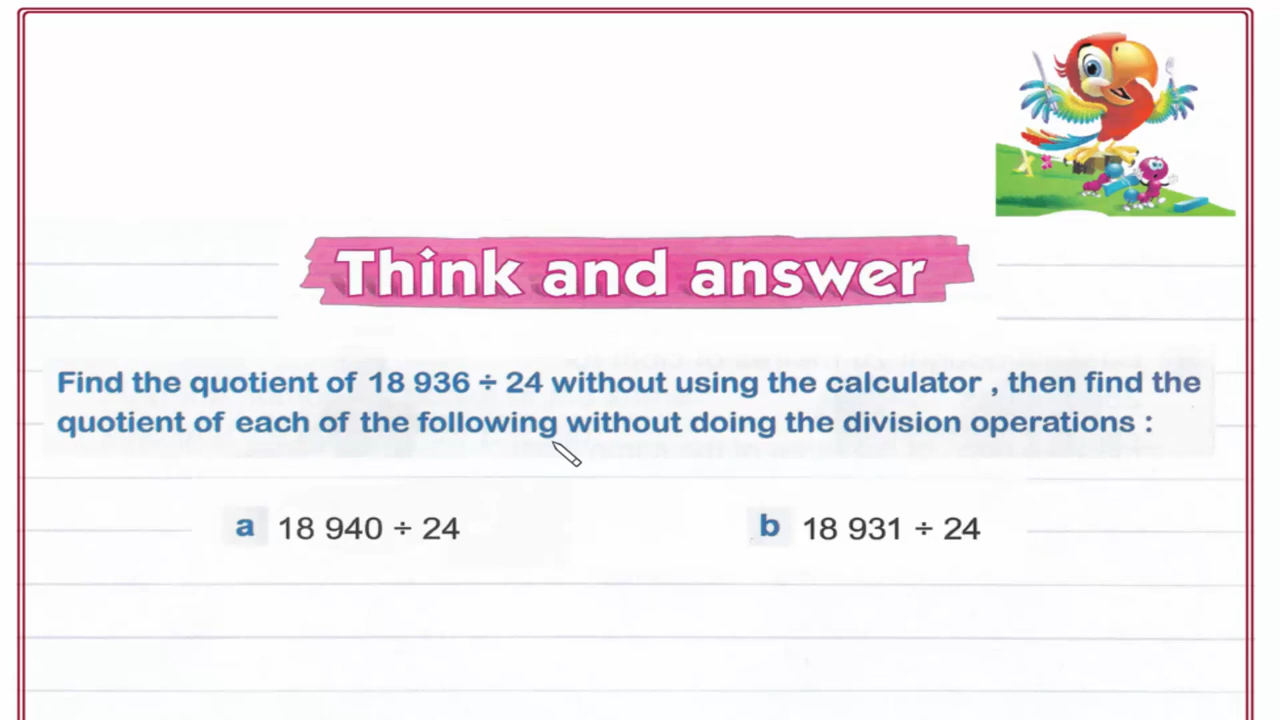 Think and answer
Find the quotient of 18 936 ÷ 24 without using the calculator , then find the
quotient of each of the following without doing the division operations :
a 18 940 ÷ 24
b 18 931 ÷ 24